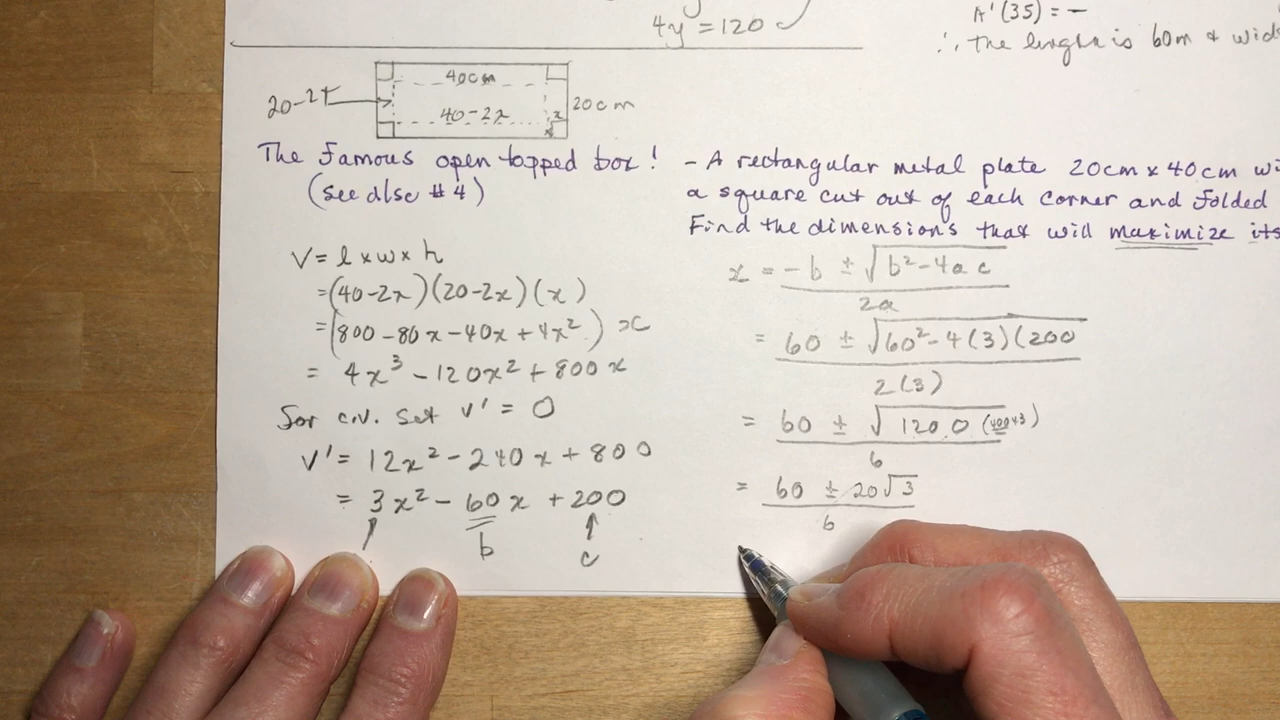 4y = 120
A'(35) = -
∴ the length is 60m &
40cm
20-2x
40-2x
x
20cm
The famous open topped box!
(see dlse #4)
- A rectangular metal plate 20cm x 40cm wi
a square cut out of each corner and folded
Find the dimensions that will maximize its
V = l x w x h
= (40-2x)(20-2x)(x)
= (800 - 80x - 40x + 4x²) x
= 4x³ - 120x² + 800x
for c.v. set v' = 0
v' = 12x² - 240x + 800
= 3x² - 60x + 200
b
c
x = -b ± √b²-4ac
2a
= 60 ± √60²-4(3)(200
2(3)
= 60 ± √1200 (400x3)
6
= 60 ± 20√3
6